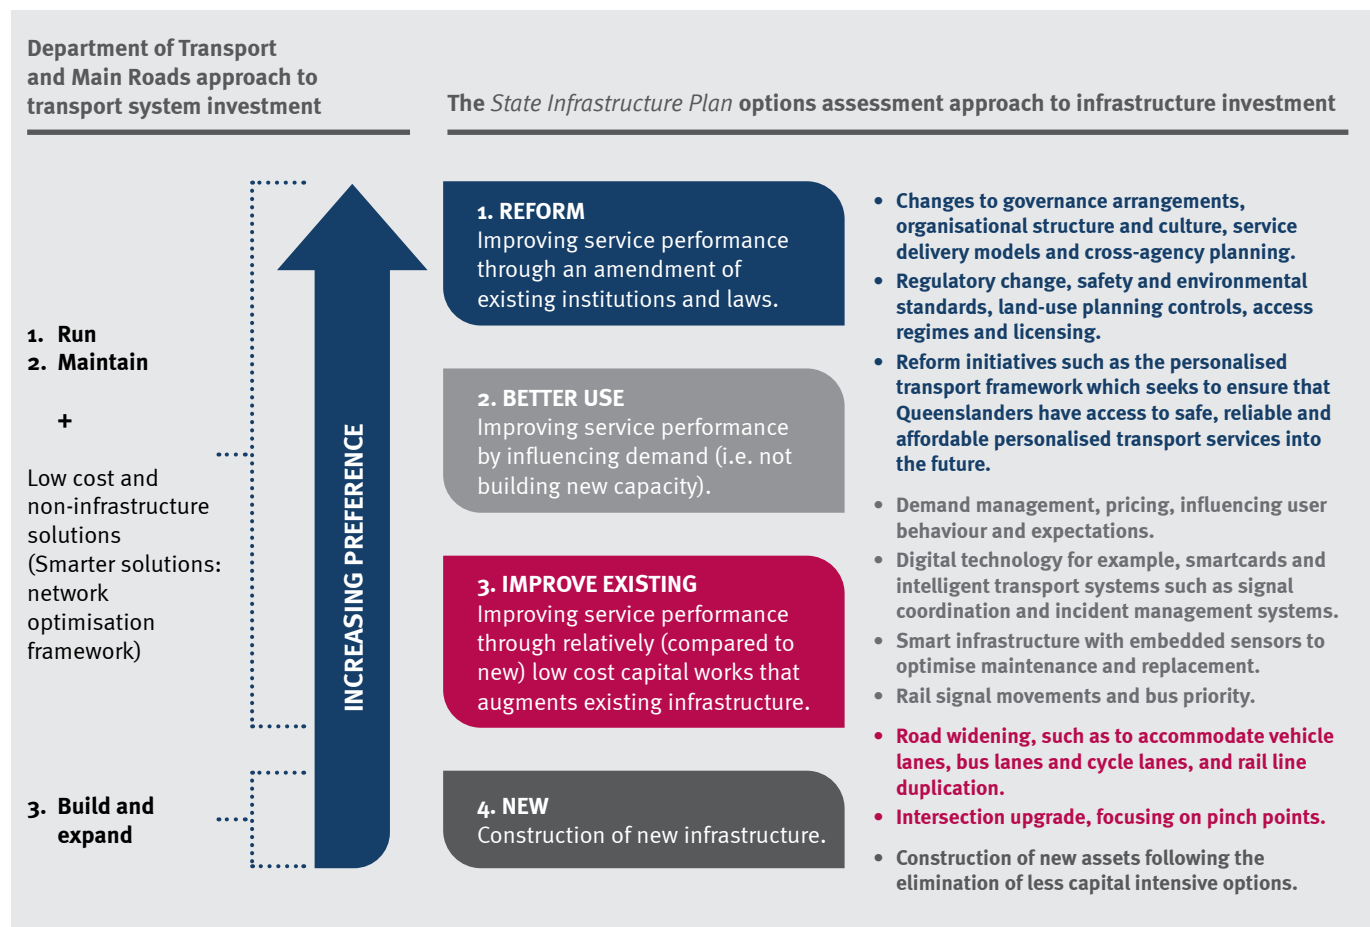 Department of Transport
and Main Roads approach to
transport system investment
The State Infrastructure Plan options assessment approach to infrastructure investment
1. Run
2. Maintain
+
Low cost and
non-infrastructure
solutions
(Smarter solutions:
network
optimisation
framework)
3. Build and
expand
INCREASING PREFERENCE
1. REFORM
Improving service performance
through an amendment of
existing institutions and laws.
2. BETTER USE
Improving service performance
by influencing demand (i.e. not
building new capacity).
3. IMPROVE EXISTING
Improving service performance
through relatively (compared to
new) low cost capital works that
augments existing infrastructure.
4. NEW
Construction of new infrastructure.
• Changes to governance arrangements,
organisational structure and culture, service
delivery models and cross-agency planning.
• Regulatory change, safety and environmental
standards, land-use planning controls, access
regimes and licensing.
• Reform initiatives such as the personalised
transport framework which seeks to ensure that
Queenslanders have access to safe, reliable and
affordable personalised transport services into
the future.
• Demand management, pricing, influencing user
behaviour and expectations.
• Digital technology for example, smartcards and
intelligent transport systems such as signal
coordination and incident management systems.
• Smart infrastructure with embedded sensors to
optimise maintenance and replacement.
• Rail signal movements and bus priority.
• Road widening, such as to accommodate vehicle
lanes, bus lanes and cycle lanes, and rail line
duplication.
• Intersection upgrade, focusing on pinch points.
• Construction of new assets following the
elimination of less capital intensive options.